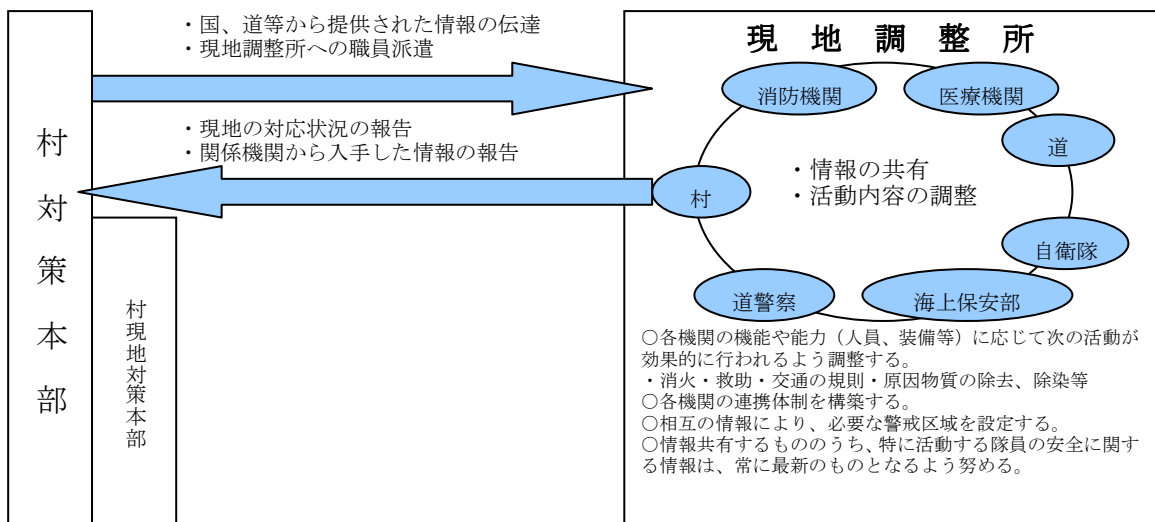 ・国、道等から提供された情報の伝達
・現地調整所への職員派遣
・現地の対応状況の報告
・関係機関から入手した情報の報告
村対策本部
村現地対策本部
現地調整所
消防機関
医療機関
道
村
・情報の共有
・活動内容の調整
自衛隊
道警察
海上保安部
〇各機関の機能や能力（人員、装備等）に応じて次の活動が
効果的に行われるよう調整する。
・消火・救助・交通の規則・原因物質の除去、除染等
〇各機関の連携体制を構築する。
〇相互の情報により、必要な警戒区域を設定する。
〇情報共有するもののうち、特に活動する隊員の安全に関す
る情報は、常に最新のものとなるよう努める。